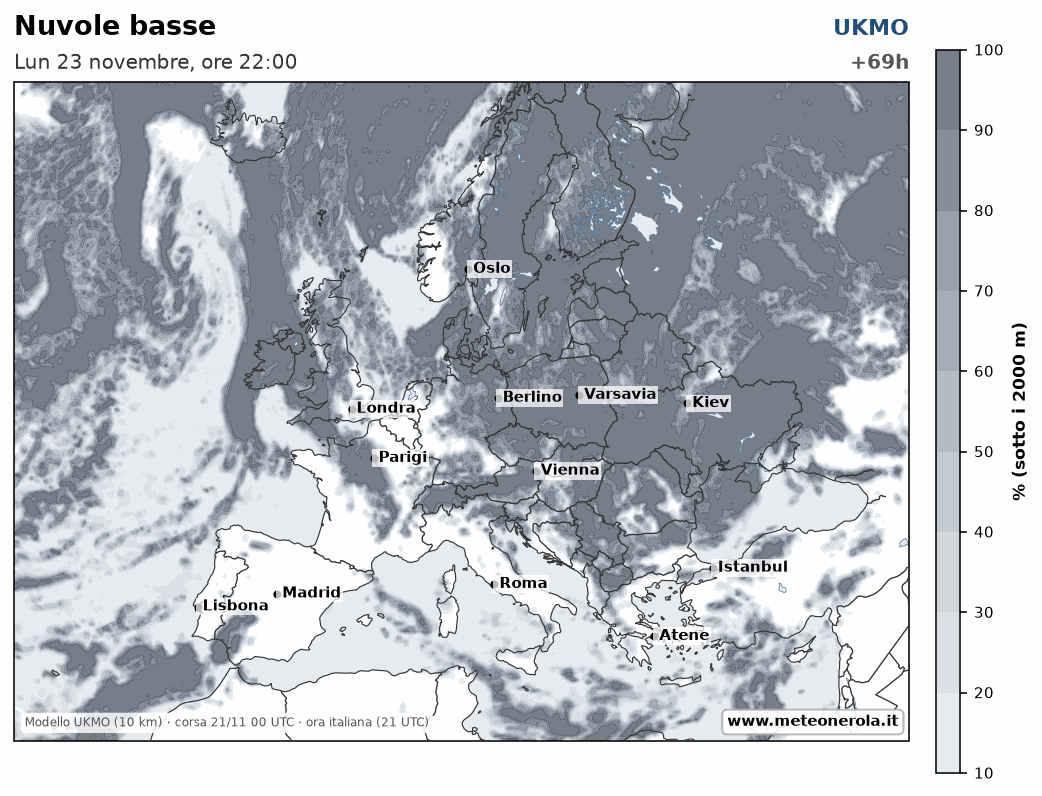 Nuvole basse
UKMO
Lun 23 novembre, ore 22:00
+69h
100
90
80
70
60
50
40
30
20
10
% (sotto i 2000 m)
Oslo
Londra
Berlino
Varsavia
Kiev
Parigi
Vienna
Istanbul
Roma
Madrid
Lisbona
Atene
Modello UKMO (10 km) · corsa 21/11 00 UTC · ora italiana (21 UTC)
www.meteonerola.it